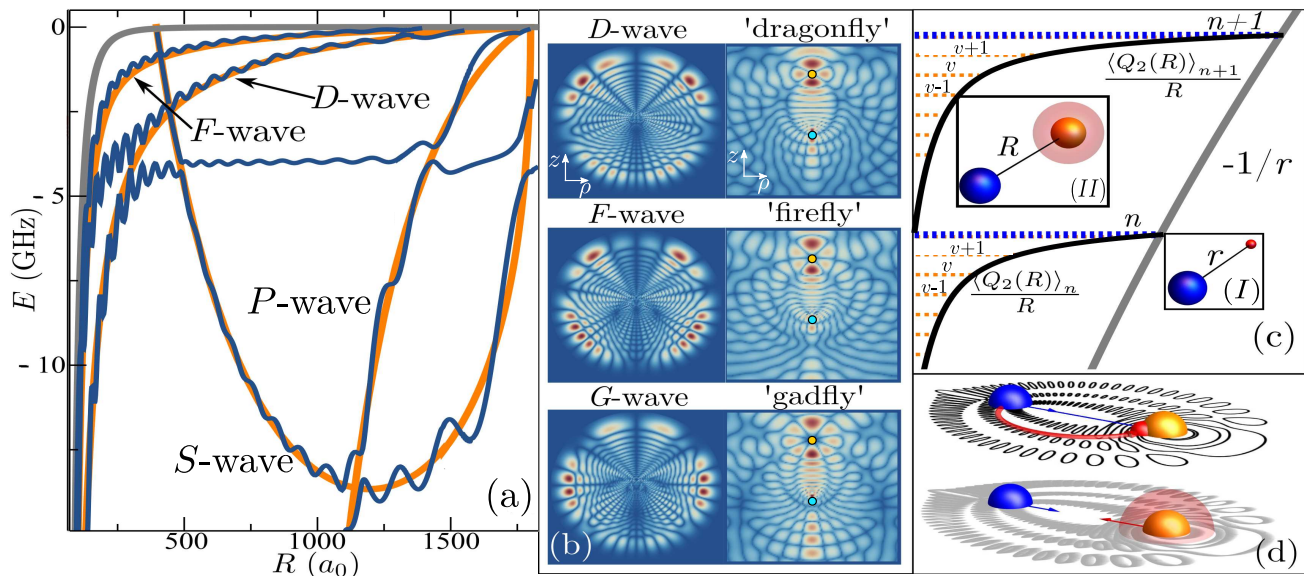 0
5
10
E (GHz)
500
1000
1500
R (a₀)
F-wave
D-wave
P-wave
S-wave
(a)
D-wave
'dragonfly'
z
ρ
z
ρ
F-wave
'firefly'
G-wave
'gadfly'
(b)
n+1
v+1
v
v-1
⟨Q₂(R)⟩ₙ₊₁
R
R
(II)
-1/r
n
v+1
v
v-1
⟨Q₂(R)⟩ₙ
R
r
(I)
(c)
(d)